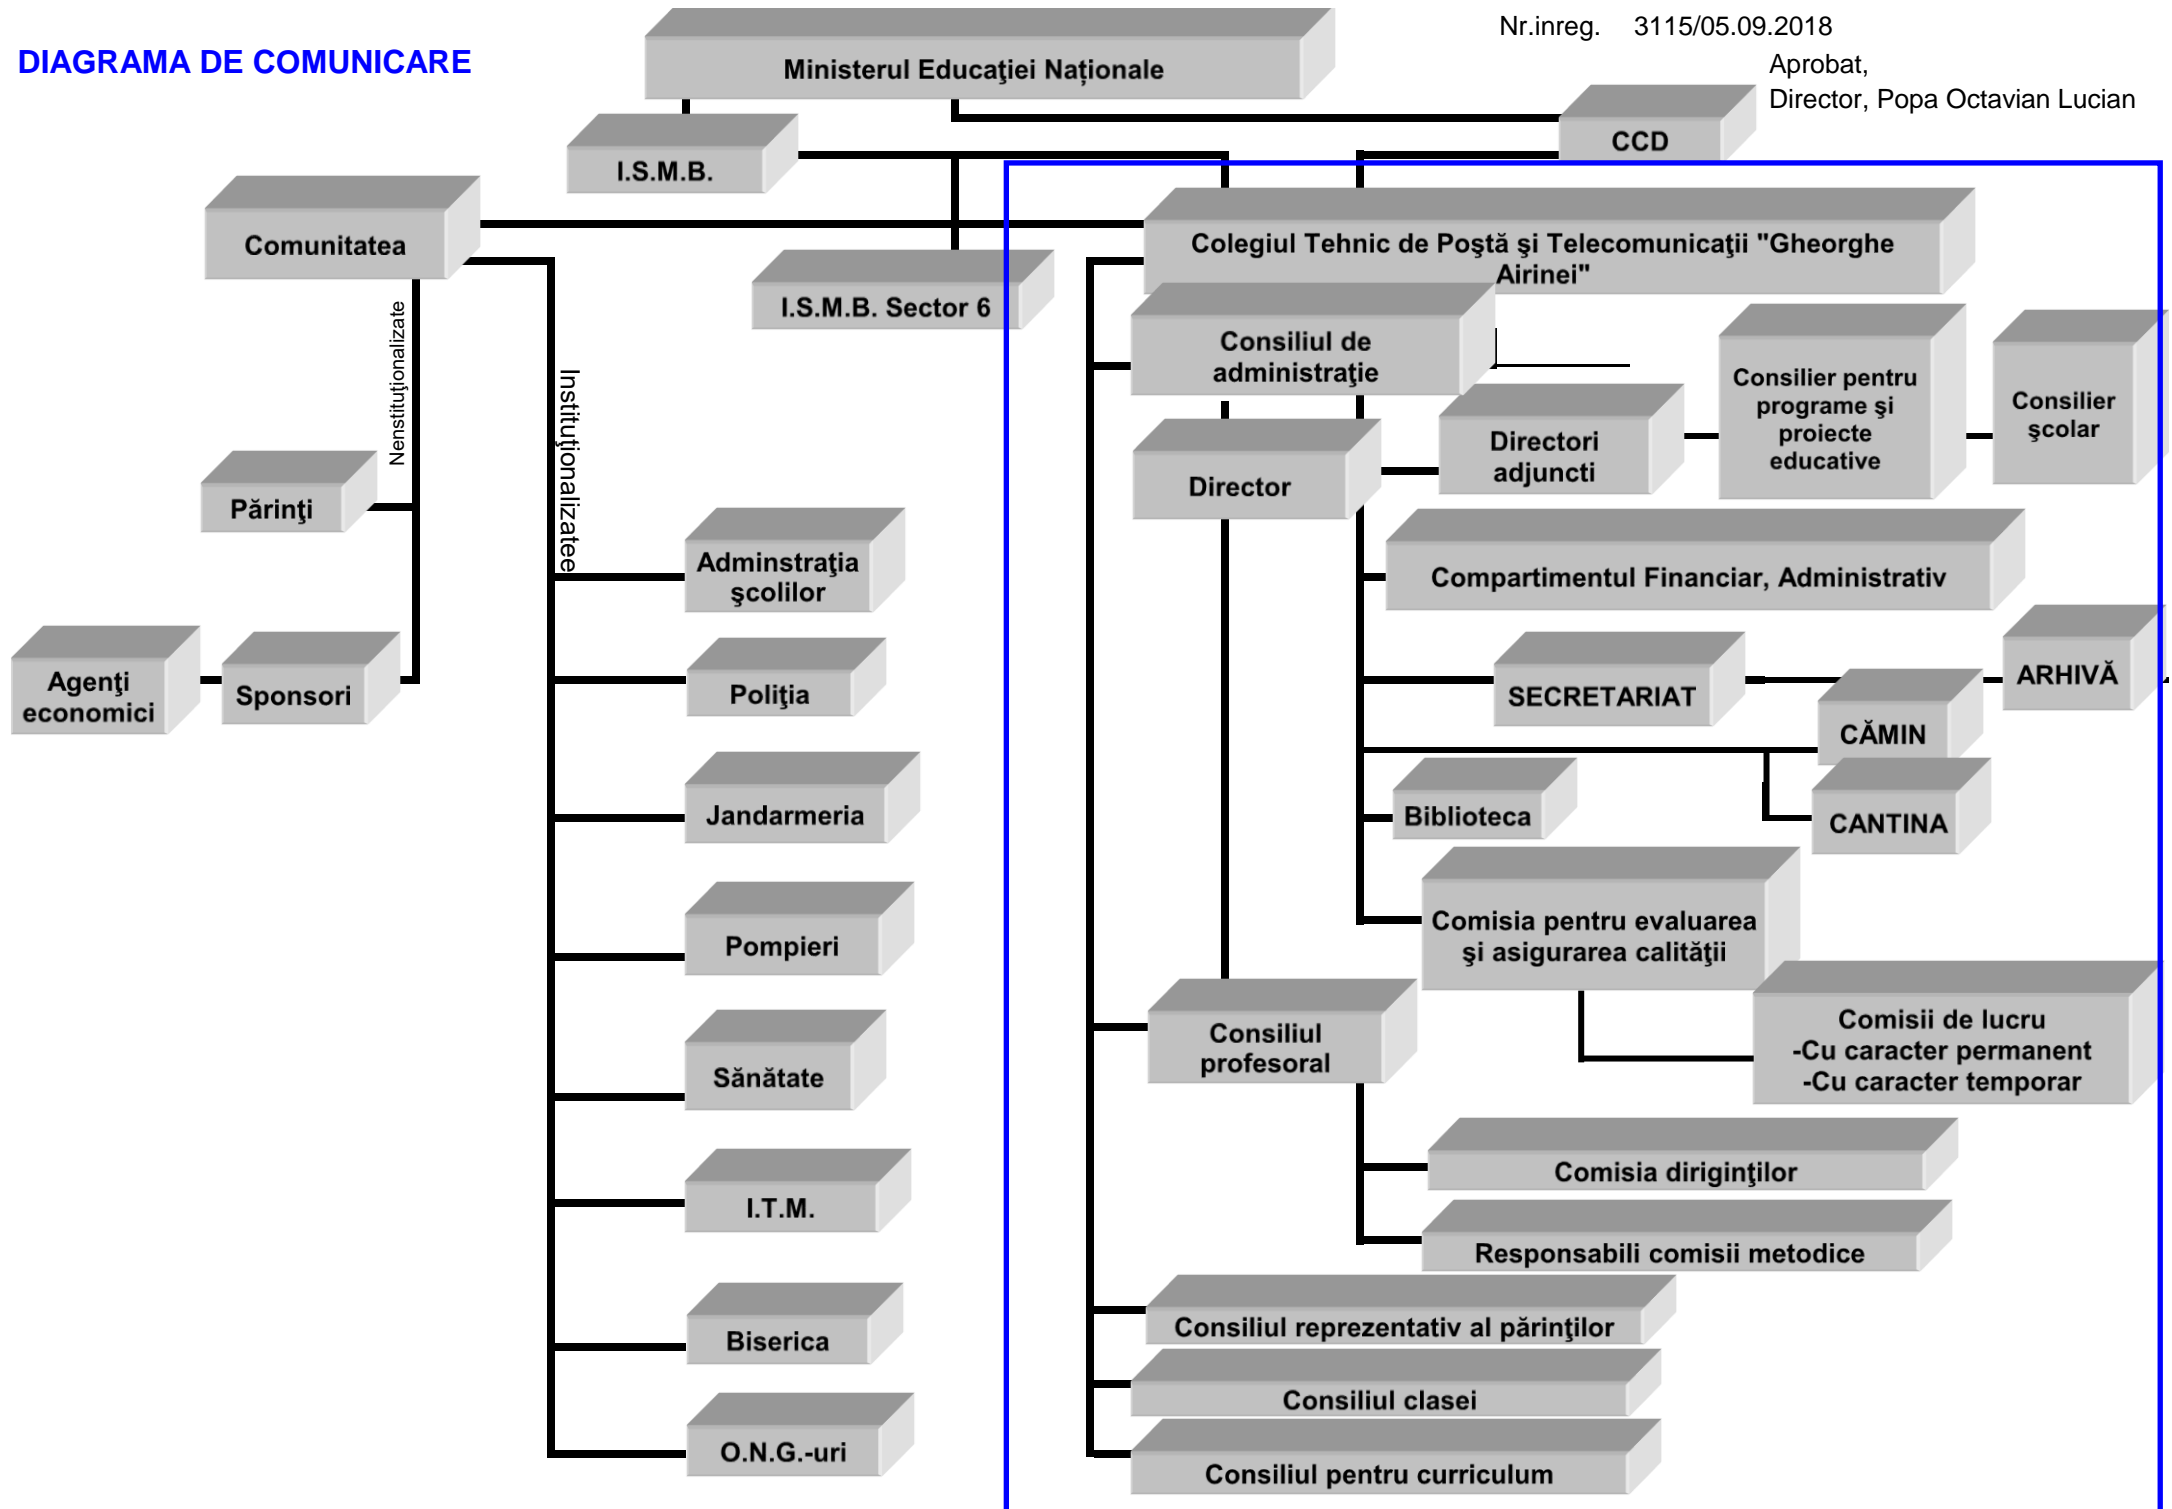 DIAGRAMA DE COMUNICARE
Nr.inreg. 3115/05.09.2018
Aprobat,
Director, Popa Octavian Lucian
Ministerul Educaţiei Naționale
CCD
I.S.M.B.
Comunitatea
Colegiul Tehnic de Poştă şi Telecomunicaţii "Gheorghe
Airinei"
I.S.M.B. Sector 6
Consiliul de
administraţie
Nenstituţionalizate
Instituţionalizatee
Consilier pentru
programe şi
proiecte
educative
Consilier
şcolar
Directori
adjuncti
Director
Părinţi
Adminstraţia
şcolilor
Compartimentul Financiar, Administrativ
Agenţi
economici
Sponsori
Poliţia
SECRETARIAT
ARHIVĂ
CĂMIN
Jandarmeria
Biblioteca
CANTINA
Pompieri
Comisia pentru evaluarea
şi asigurarea calităţii
Sănătate
Consiliul
profesoral
Comisii de lucru
-Cu caracter permanent
-Cu caracter temporar
I.T.M.
Comisia diriginţilor
Responsabili comisii metodice
Biserica
Consiliul reprezentativ al părinţilor
Consiliul clasei
O.N.G.-uri
Consiliul pentru curriculum